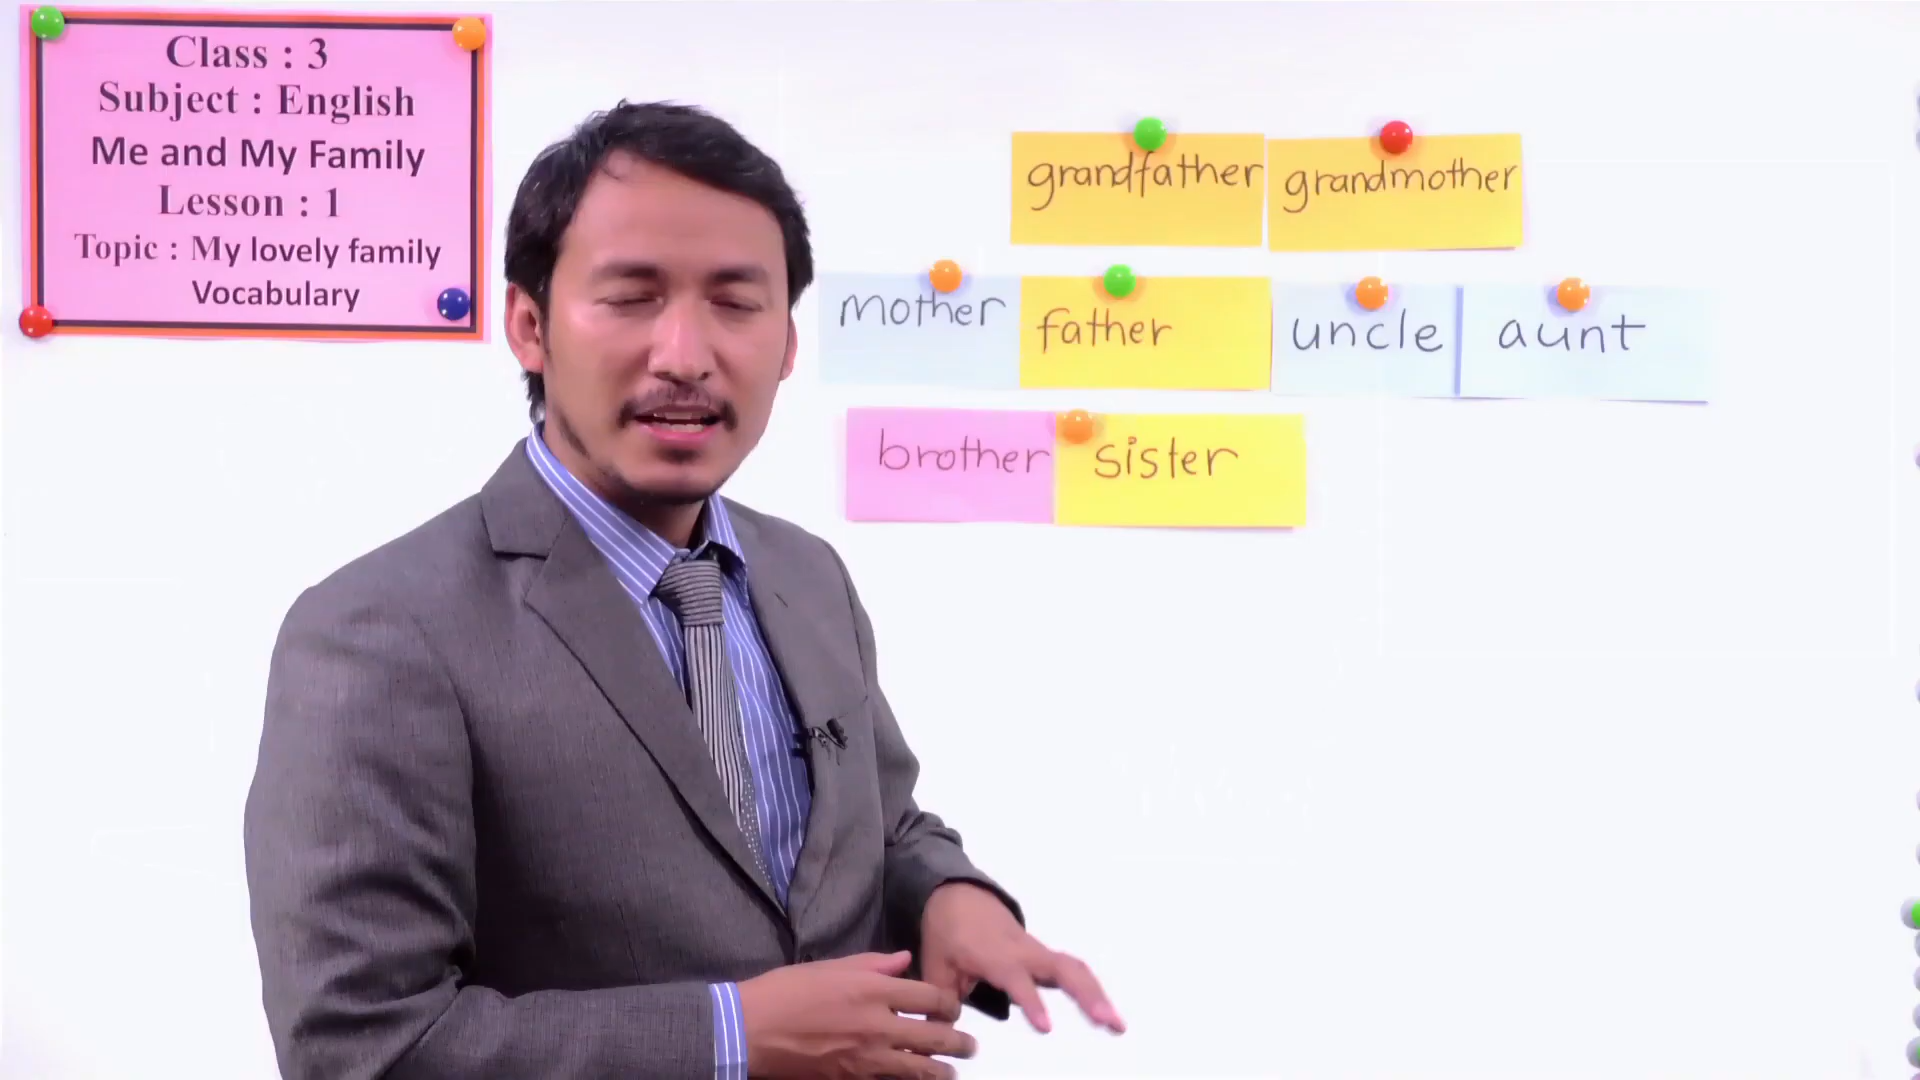 Class : 3
Subject : English
Me and My Family
Lesson : 1
Topic : My lovely family
Vocabulary
grandfather grandmother
mother father uncle aunt
brother sister